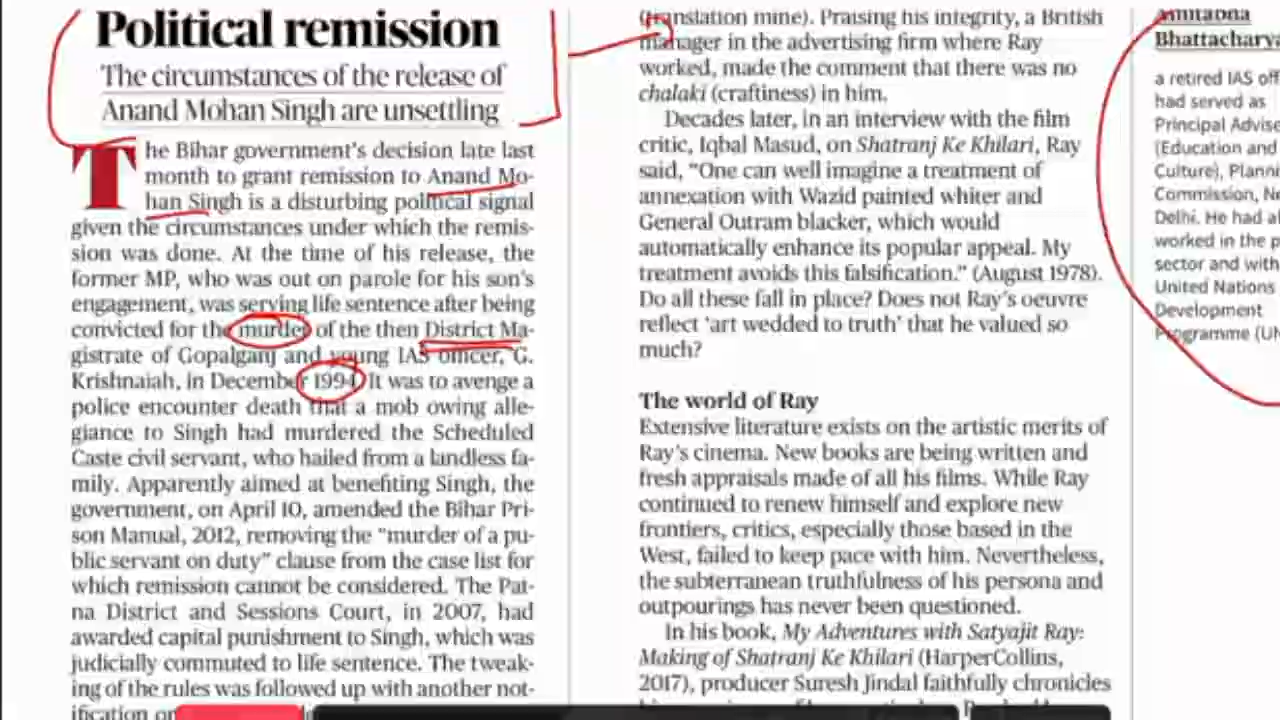 Political remission
The circumstances of the release of
Anand Mohan Singh are unsettling
The Bihar government's decision late last
month to grant remission to Anand Mo-
han Singh is a disturbing political signal
given the circumstances under which the remis-
sion was done. At the time of his release, the
former MP, who was out on parole for his son's
engagement, was serving life sentence after being
convicted for the murder of the then District Ma-
gistrate of Gopalganj and young IAS officer, G.
Krishnaiah, in December 1994. It was to avenge a
police encounter death that a mob owing alle-
giance to Singh had murdered the Scheduled
Caste civil servant, who hailed from a landless fa-
mily. Apparently aimed at benefiting Singh, the
government, on April 10, amended the Bihar Pri-
son Manual, 2012, removing the "murder of a pu-
blic servant on duty" clause from the case list for
which remission cannot be considered. The Pat-
na District and Sessions Court, in 2007, had
awarded capital punishment to Singh, which was
judicially commuted to life sentence. The tweak-
ing of the rules was followed up with another not-
ification on
(translation mine). Praising his integrity, a British
manager in the advertising firm where Ray
worked, made the comment that there was no
chalaki (craftiness) in him.
Decades later, in an interview with the film
critic, Iqbal Masud, on Shatranj Ke Khilari, Ray
said, "One can well imagine a treatment of
annexation with Wazid painted whiter and
General Outram blacker, which would
automatically enhance its popular appeal. My
treatment avoids this falsification." (August 1978).
Do all these fall in place? Does not Ray's oeuvre
reflect 'art wedded to truth' that he valued so
much?
The world of Ray
Extensive literature exists on the artistic merits of
Ray's cinema. New books are being written and
fresh appraisals made of all his films. While Ray
continued to renew himself and explore new
frontiers, critics, especially those based in the
West, failed to keep pace with him. Nevertheless,
the subterranean truthfulness of his persona and
outpourings has never been questioned.
In his book, My Adventures with Satyajit Ray:
Making of Shatranj Ke Khilari (HarperCollins,
2017), producer Suresh Jindal faithfully chronicles
Bhattacharya
a retired IAS off
had served as
Principal Advise
(Education and
Culture), Plann
Commission, Ne
Delhi. He had al
worked in the p
sector and with
United Nations
Development
Programme (UN